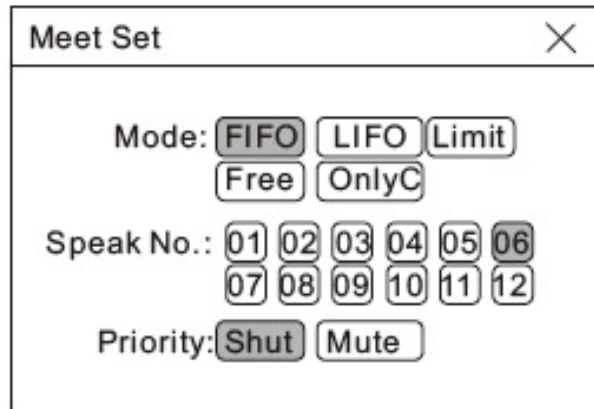 Meet Set
Mode: FIFO LIFO Limit
Free OnlyC
Speak No.: 01 02 03 04 05 06
07 08 09 10 11 12
Priority: Shut Mute